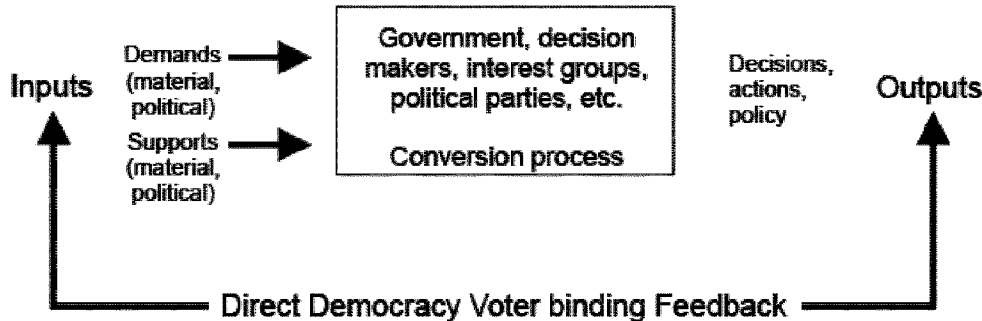 Inputs
Demands
(material,
political)
Supports
(material,
political)
Government, decision
makers, interest groups,
political parties, etc.
Conversion process
Decisions,
actions,
policy
Outputs
Direct Democracy Voter binding Feedback